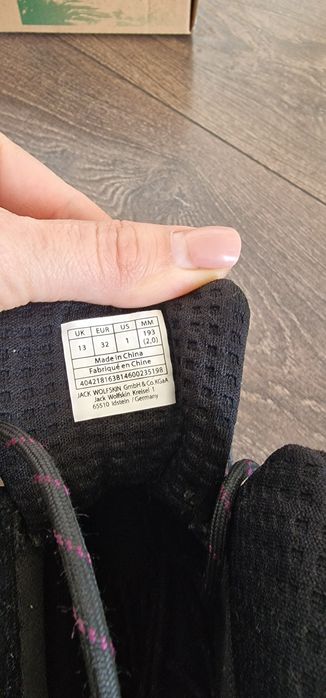 UK EUR US MM
13 32 1 193
(2,0)
Made in China
Fabriqué en Chine
404218163814600235198
JACK WOLFSKIN GmbH & Co. KGaA
Jack Wolfskin Kreisel 1
65510 Idstein / Germany